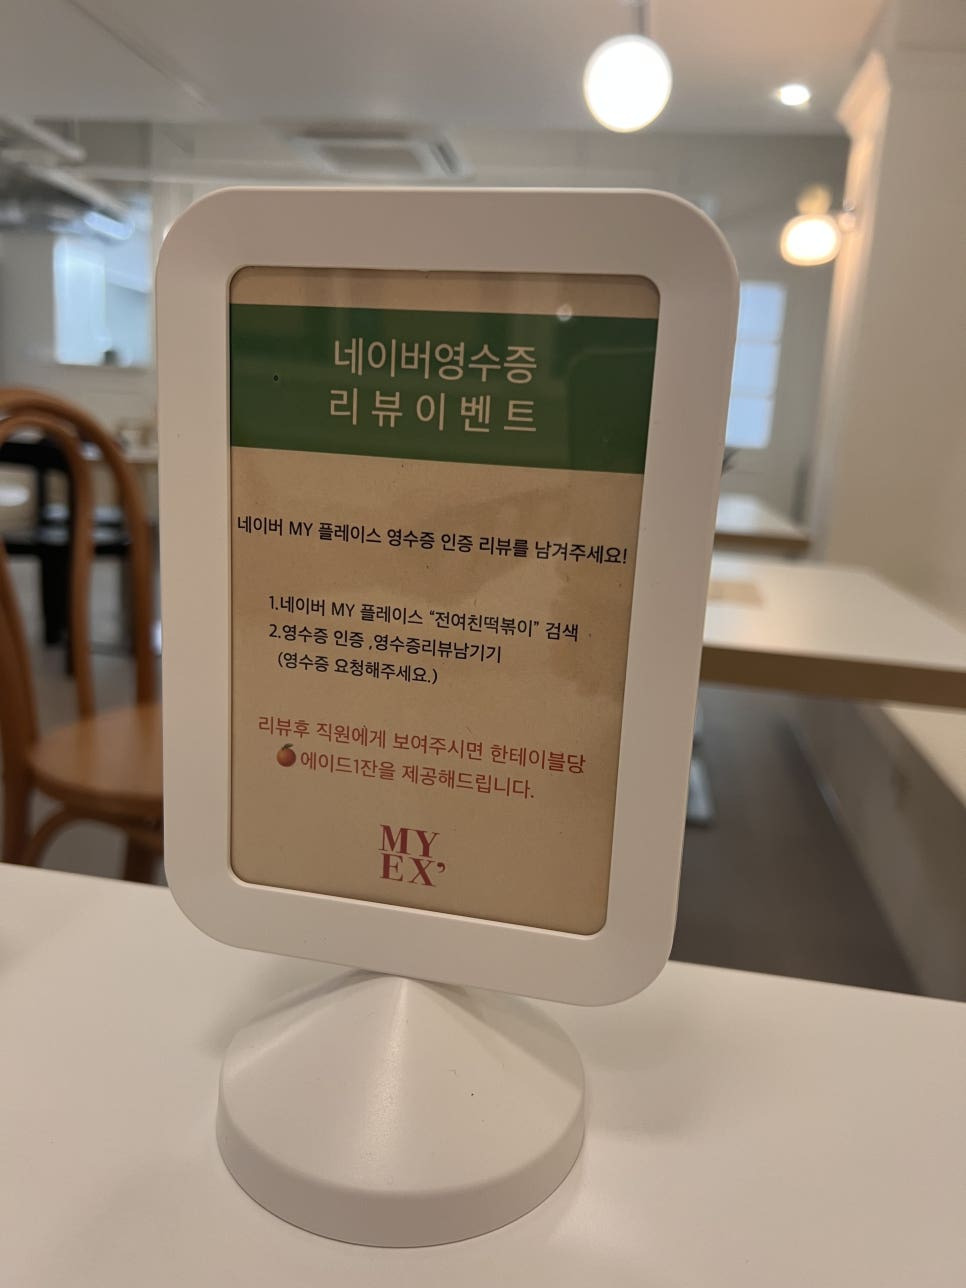 네이버영수증
리뷰이벤트
네이버 MY 플레이스 영수증 인증 리뷰를 남겨주세요!
1.네이버 MY 플레이스 “전여친떡볶이” 검색
2.영수증 인증 ,영수증리뷰남기기
(영수증 요청해주세요.)
리뷰후 직원에게 보여주시면 한테이블당
에이드1잔을 제공해드립니다.
MY
EX’